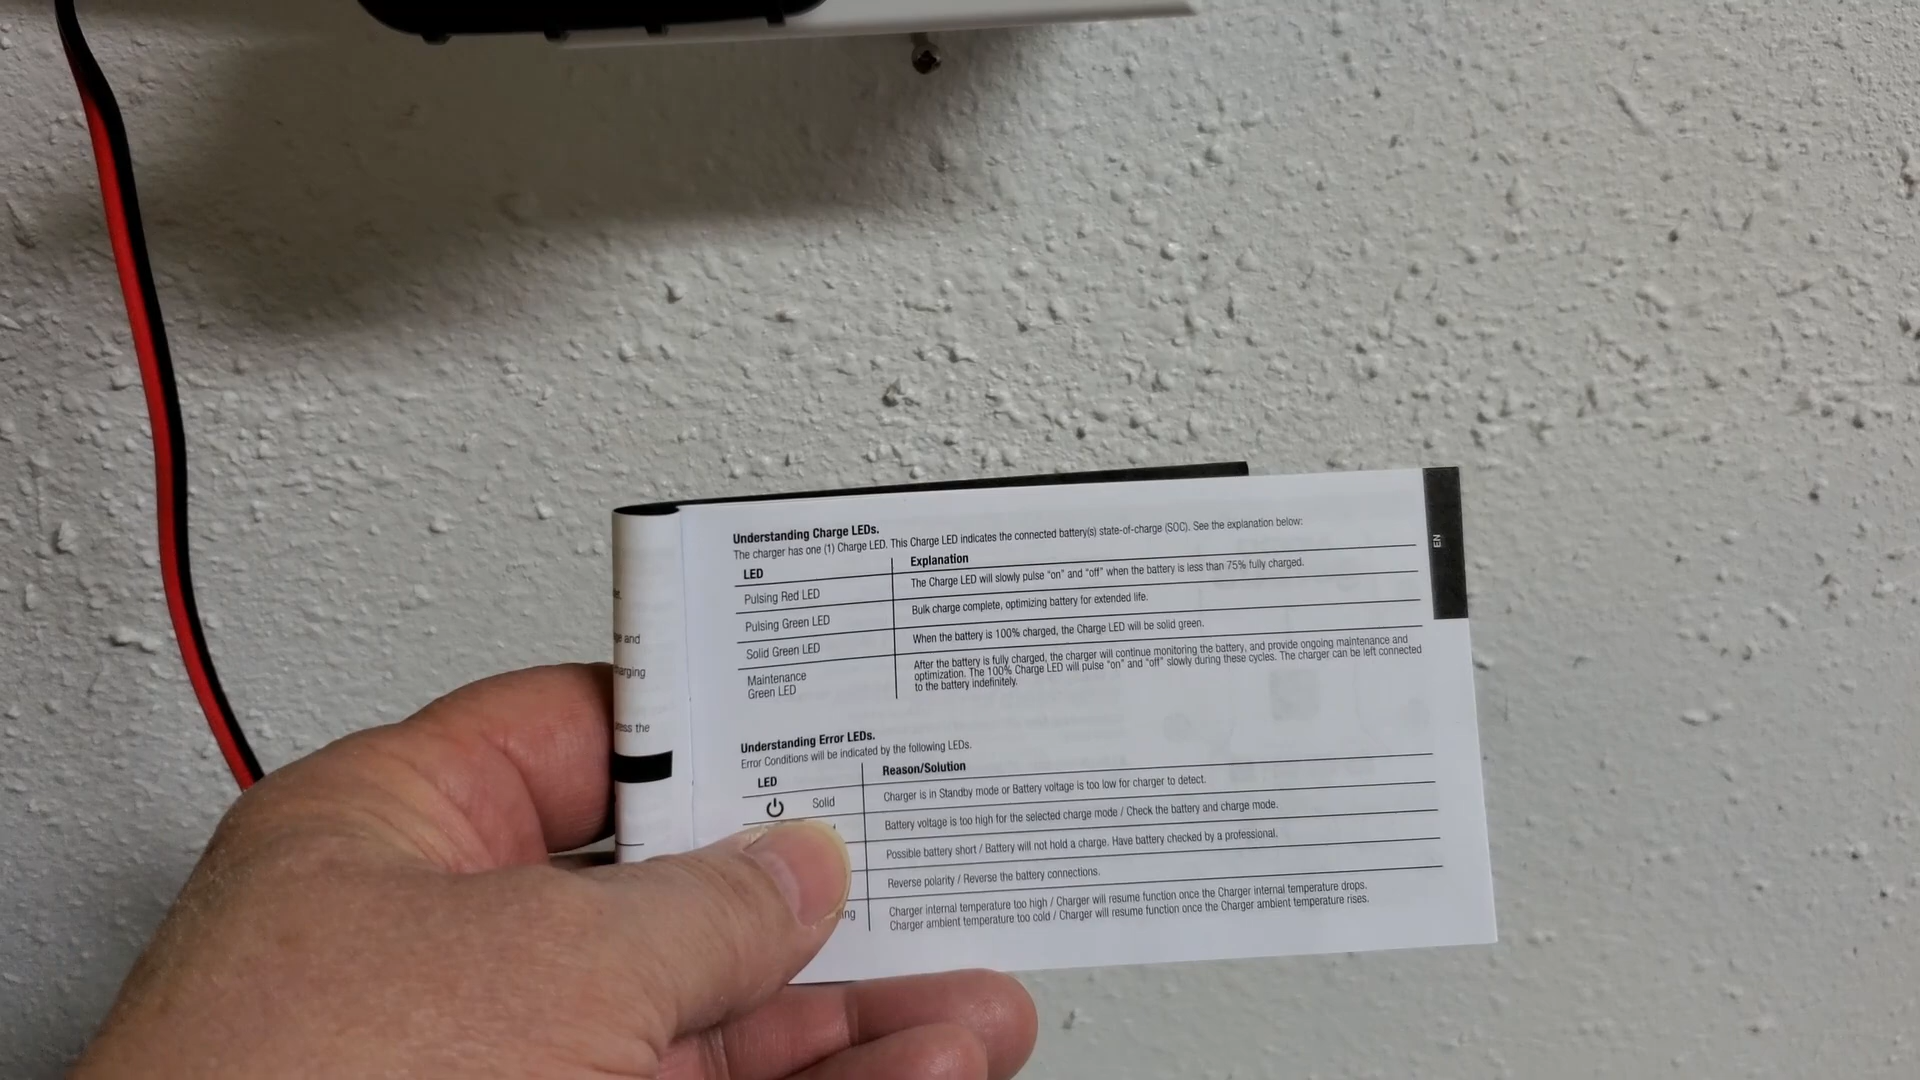 Understanding Charge LEDs.
The charger has one (1) Charge LED. This Charge LED indicates the connected battery(s) state-of-charge (SOC). See the explanation below:
LED Explanation
Pulsing Red LED The Charge LED will slowly pulse “on” and “off” when the battery is less than 75% fully charged.
Pulsing Green LED Bulk charge complete, optimizing battery for extended life.
Solid Green LED When the battery is 100% charged, the Charge LED will be solid green.
Maintenance
Green LED
After the battery is fully charged, the charger will continue monitoring the battery, and provide ongoing maintenance and
optimization. The 100% Charge LED will pulse “on” and “off” slowly during these cycles. The charger can be left connected
to the battery indefinitely.
Understanding Error LEDs.
Error Conditions will be indicated by the following LEDs.
LED Reason/Solution
Solid Charger is in Standby mode or Battery voltage is too low for charger to detect.
Battery voltage is too high for the selected charge mode / Check the battery and charge mode.
Possible battery short / Battery will not hold a charge. Have battery checked by a professional.
Reverse polarity / Reverse the battery connections.
Charger internal temperature too high / Charger will resume function once the Charger internal temperature drops.
Charger ambient temperature too cold / Charger will resume function once the Charger ambient temperature rises.
EN
and
the